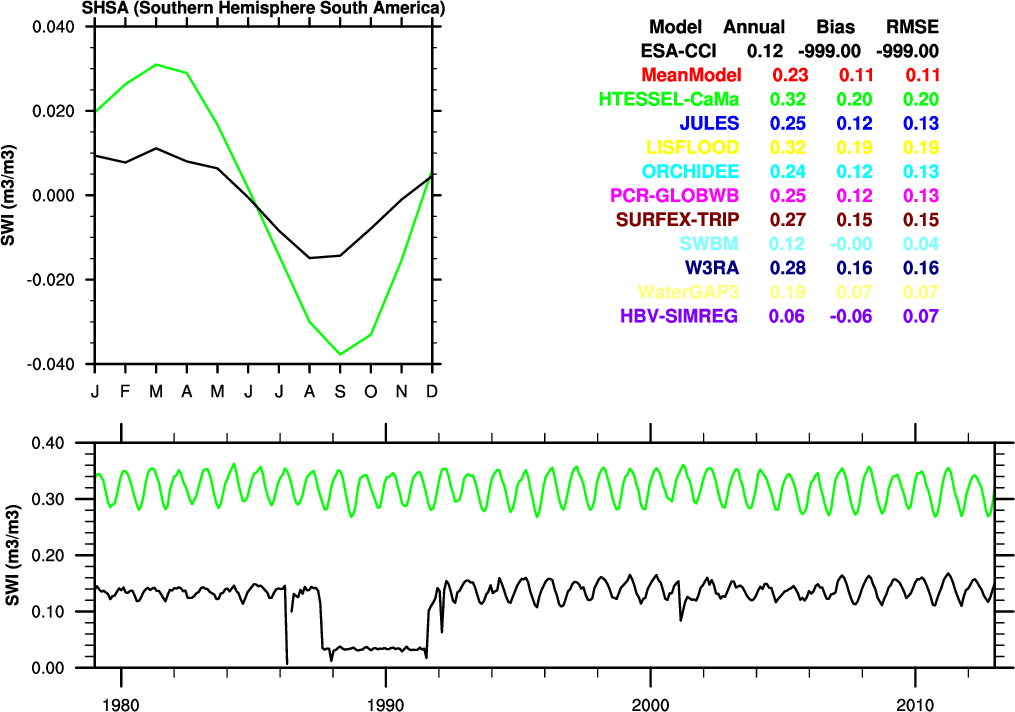 SHSA (Southern Hemisphere South America)
0.040
0.020
0.000
-0.020
-0.040
SWI (m3/m3)
J F M A M J J A S O N D
Model Annual Bias RMSE
ESA-CCI 0.12 -999.00 -999.00
MeanModel 0.23 0.11 0.11
HTESSEL-CaMa 0.32 0.20 0.20
JULES 0.25 0.12 0.13
LISFLOOD 0.32 0.19 0.19
ORCHIDEE 0.24 0.12 0.13
PCR-GLOBWB 0.25 0.12 0.13
SURFEX-TRIP 0.27 0.15 0.15
SWBM 0.12 -0.00 0.04
W3RA 0.28 0.16 0.16
WaterGAP3 0.19 0.07 0.07
HBV-SIMREG 0.06 -0.06 0.07
0.40
0.30
0.20
0.10
0.00
SWI (m3/m3)
1980 1990 2000 2010